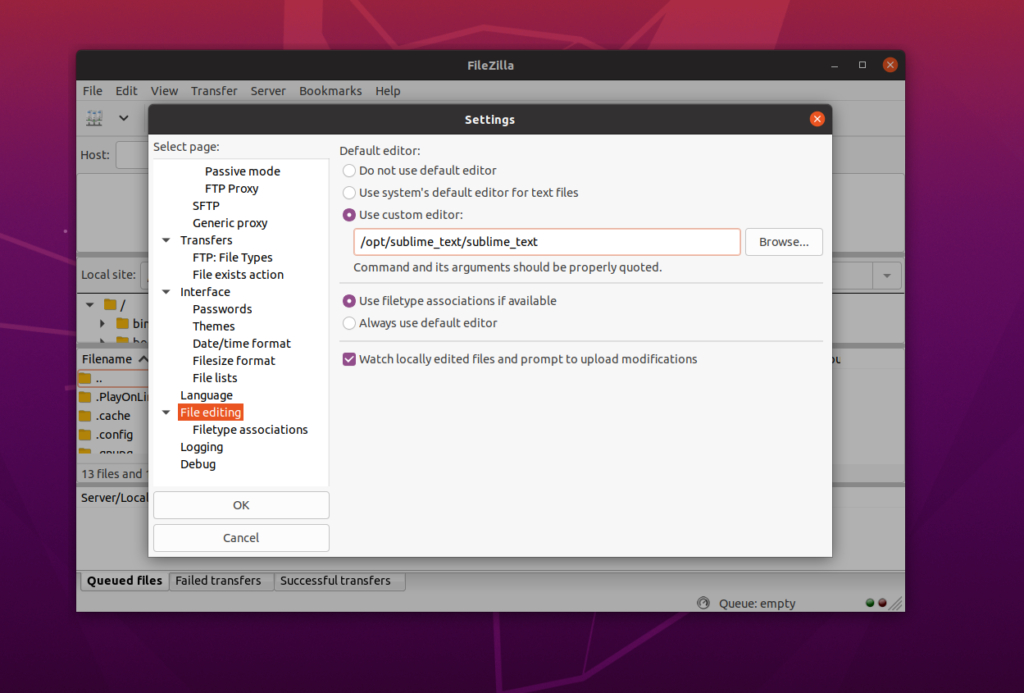 FileZilla
File Edit View Transfer Server Bookmarks Help
Settings
Host:
Select page:
Passive mode
FTP Proxy
SFTP
Generic proxy
Transfers
FTP: File Types
File exists action
Interface
Passwords
Themes
Date/time format
Filesize format
File lists
Language
File editing
Filetype associations
Logging
Debug
OK
Cancel
Default editor:
Do not use default editor
Use system's default editor for text files
Use custom editor:
/opt/sublime_text/sublime_text
Browse...
Command and its arguments should be properly quoted.
Use filetype associations if available
Always use default editor
Watch locally edited files and prompt to upload modifications
Local site:
/
bin
Filename
..
.PlayOnLi
.cache
.config
13 files and
Server/Local
Queued files Failed transfers Successful transfers
Queue: empty